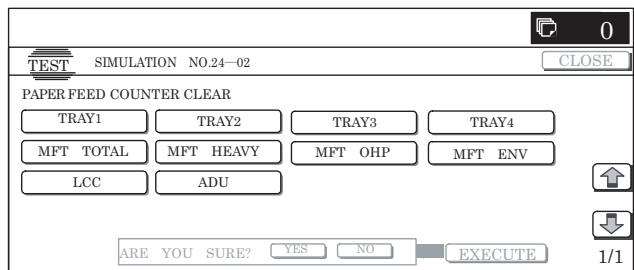 0
TEST SIMULATION NO.24—02 CLOSE
PAPER FEED COUNTER CLEAR
TRAY1 TRAY2 TRAY3 TRAY4
MFT TOTAL MFT HEAVY MFT OHP MFT ENV
LCC ADU
ARE YOU SURE? YES NO EXECUTE
1/1